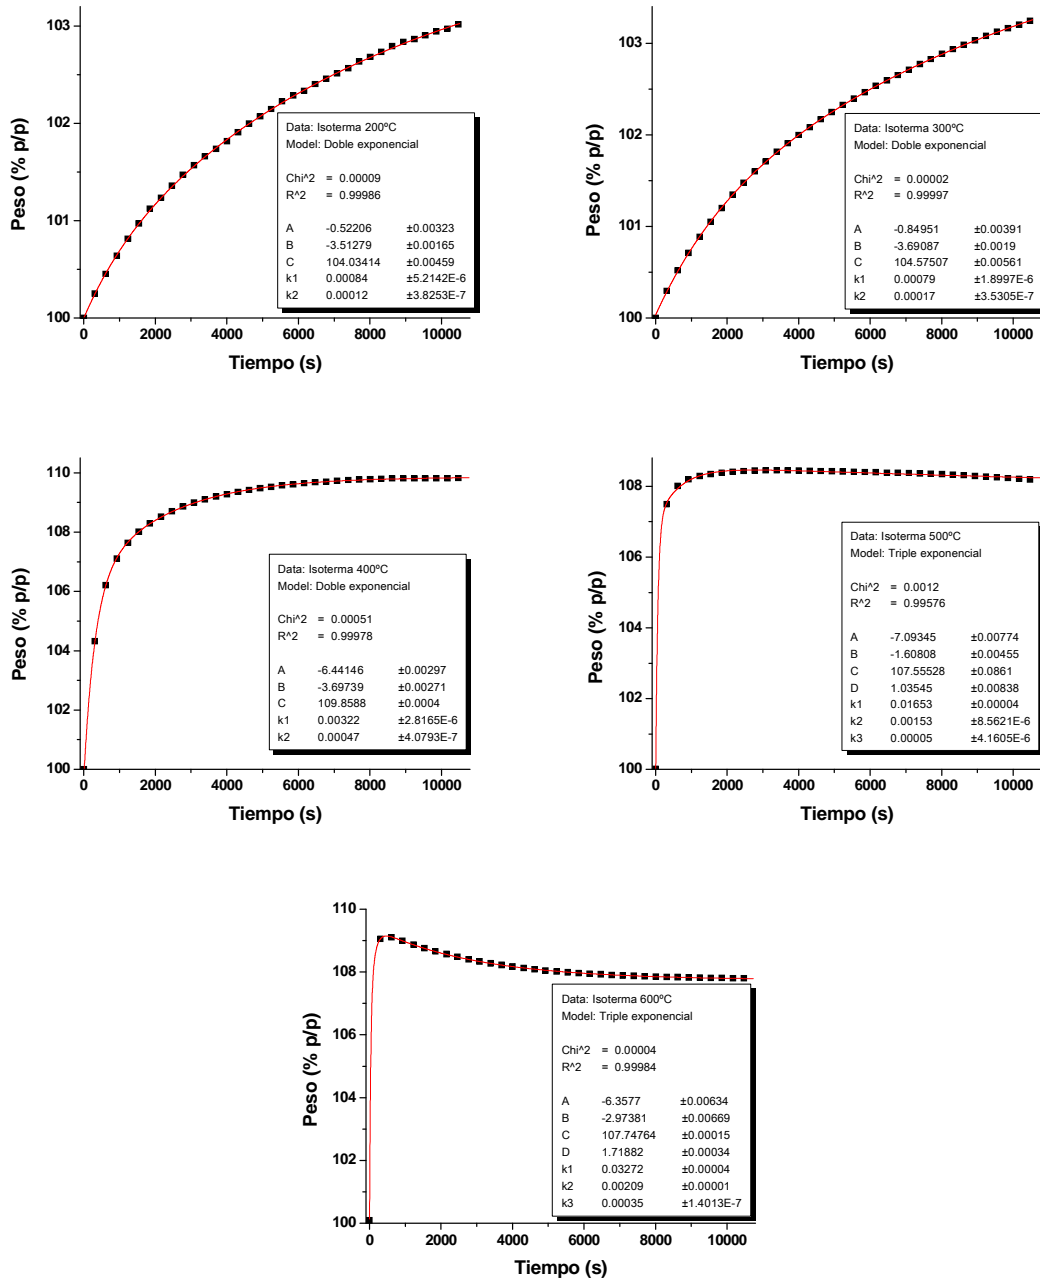 103
102
101
100
0 2000 4000 6000 8000 10000
Peso (% p/p)
Tiempo (s)
Data: Isoterma 200ºC
Model: Doble exponencial
Chi^2 = 0.00009
R^2 = 0.99986
A -0.52206 ±0.00323
B -3.51279 ±0.00165
C 104.03414 ±0.00459
k1 0.00084 ±5.2142E-6
k2 0.00012 ±3.8253E-7
103
102
101
100
0 2000 4000 6000 8000 10000
Peso (% p/p)
Tiempo (s)
Data: Isoterma 300ºC
Model: Doble exponencial
Chi^2 = 0.00002
R^2 = 0.99997
A -0.84951 ±0.00391
B -3.69087 ±0.0019
C 104.57507 ±0.00561
k1 0.00079 ±1.8997E-6
k2 0.00017 ±3.5305E-7
110
108
106
104
102
100
0 2000 4000 6000 8000 10000
Peso (% p/p)
Tiempo (s)
Data: Isoterma 400ºC
Model: Doble exponencial
Chi^2 = 0.00051
R^2 = 0.99978
A -6.44146 ±0.00297
B -3.69739 ±0.00271
C 109.8588 ±0.0004
k1 0.00322 ±2.8165E-6
k2 0.00047 ±4.0793E-7
108
106
104
102
100
0 2000 4000 6000 8000 10000
Peso (% p/p)
Tiempo (s)
Data: Isoterma 500ºC
Model: Triple exponencial
Chi^2 = 0.0012
R^2 = 0.99576
A -7.09345 ±0.00774
B -1.60808 ±0.00455
C 107.55528 ±0.0861
D 1.03545 ±0.00838
k1 0.01653 ±0.00004
k2 0.00153 ±8.5621E-6
k3 0.00005 ±4.1605E-6
110
108
106
104
102
100
0 2000 4000 6000 8000 10000
Peso (% p/p)
Tiempo (s)
Data: Isoterma 600ºC
Model: Triple exponencial
Chi^2 = 0.00004
R^2 = 0.99984
A -6.3577 ±0.00634
B -2.97381 ±0.00669
C 107.74764 ±0.00015
D 1.71882 ±0.00034
k1 0.03272 ±0.00004
k2 0.00209 ±0.00001
k3 0.00035 ±1.4013E-7